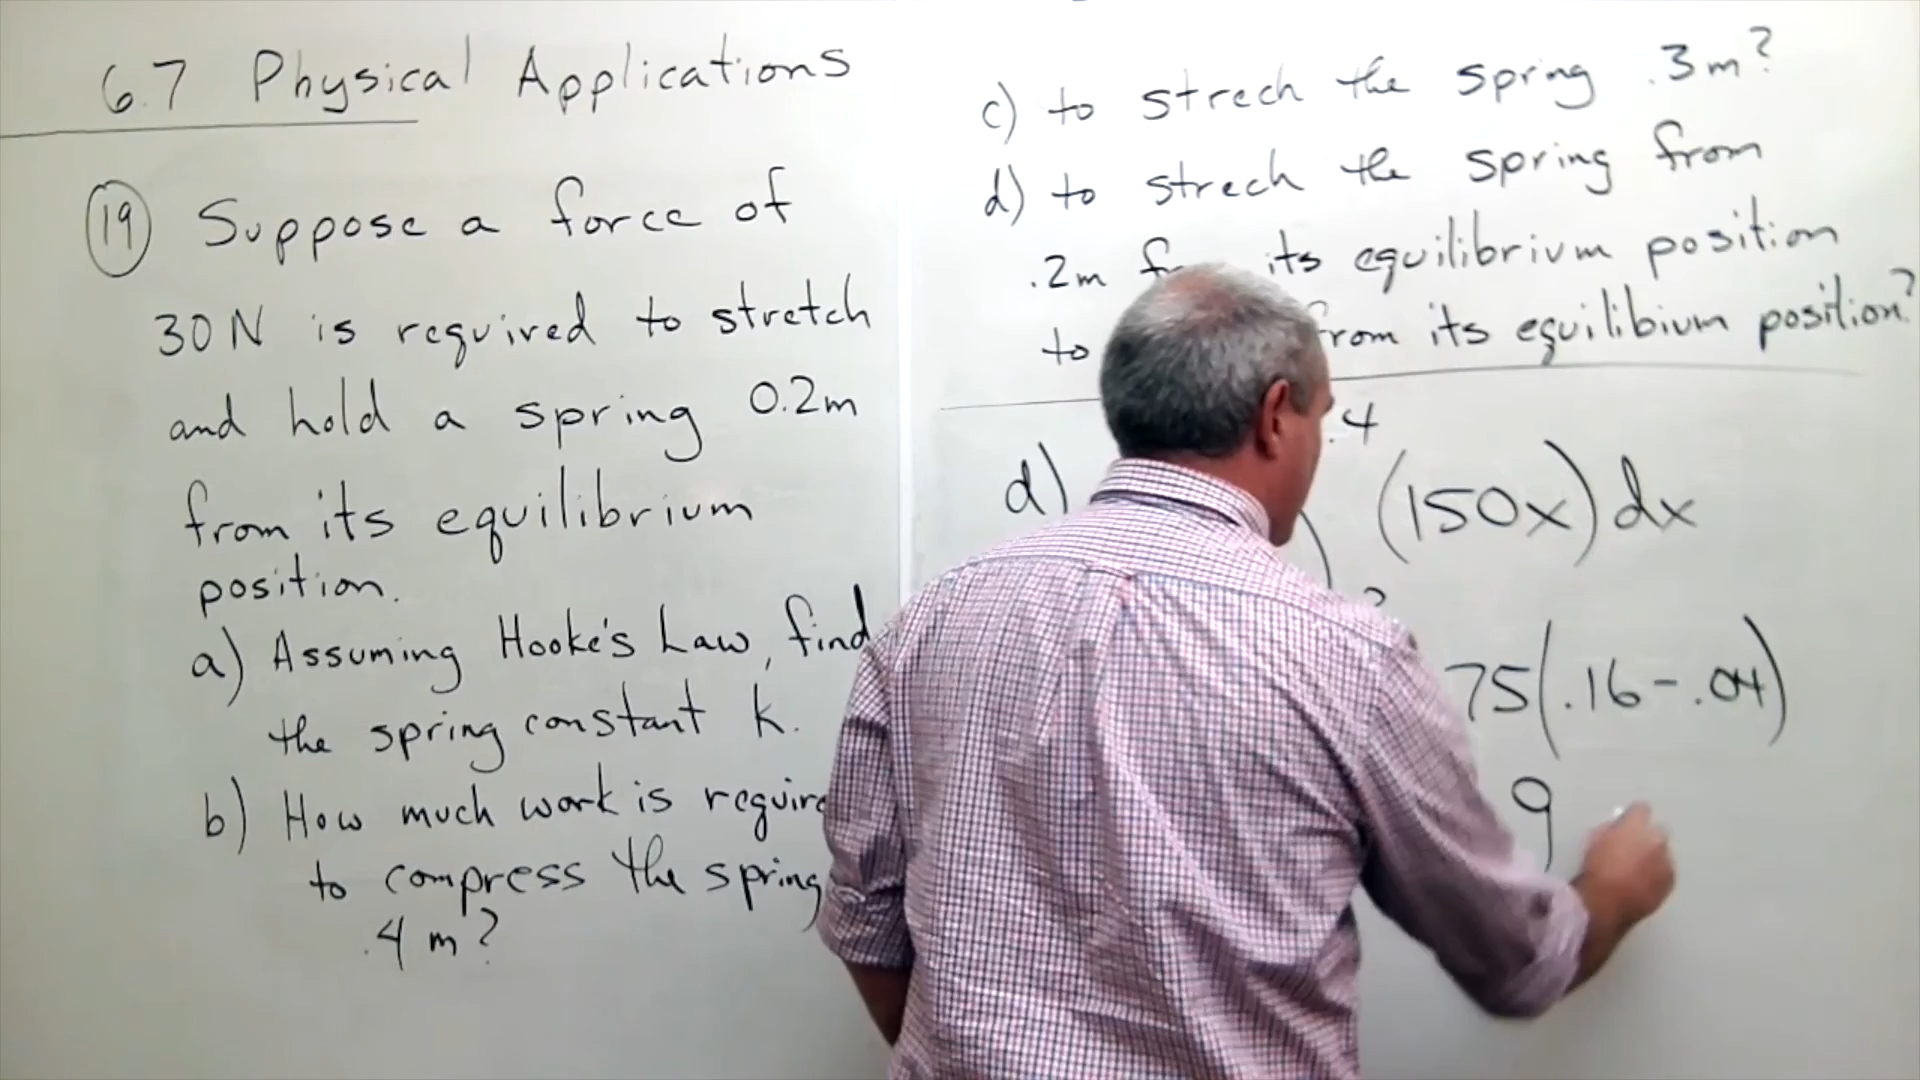 6.7 Physical Applications
19 Suppose a force of
30N is required to stretch
and hold a spring 0.2m
from its equilibrium
position.
a) Assuming Hooke's Law, find
the spring constant k.
b) How much work is
to compress the spring
.4 m?
c) to strech the spring .3m?
d) to strech the spring from
.2m its equilibrium position
to its equilibium position?
d) .4 (150x)dx
75(.16-.04)
9